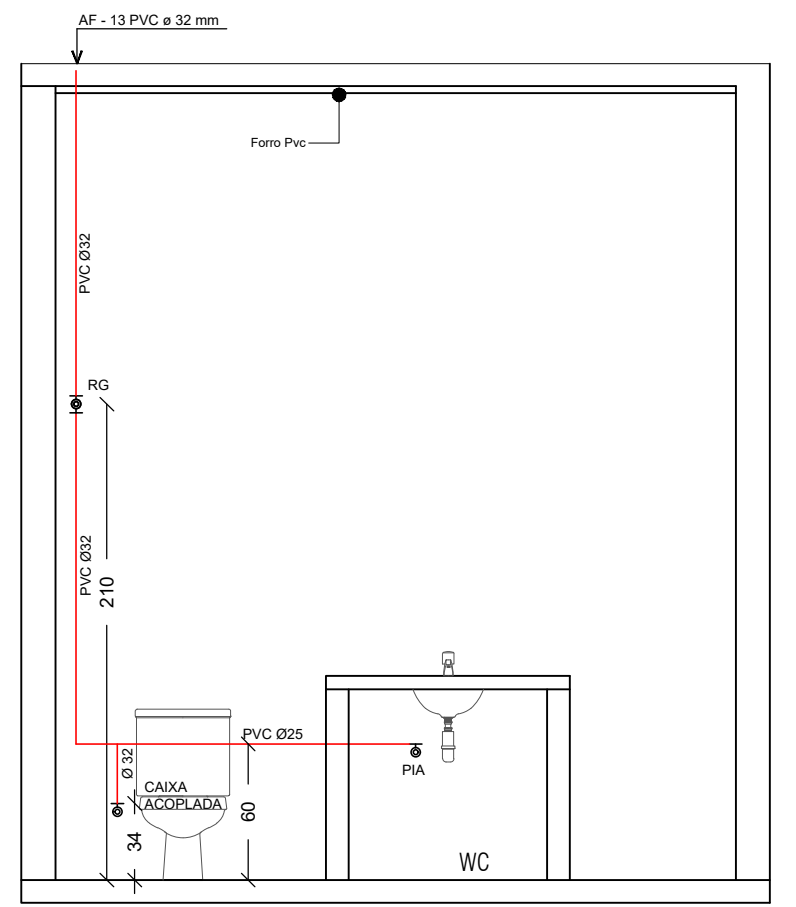 AF - 13 PVC ø 32 mm
Forro Pvc
PVC Ø32
RG
PVC Ø32
210
PVC Ø25
Ø 32
PIA
CAIXA
ACOPLADA
60
34
WC